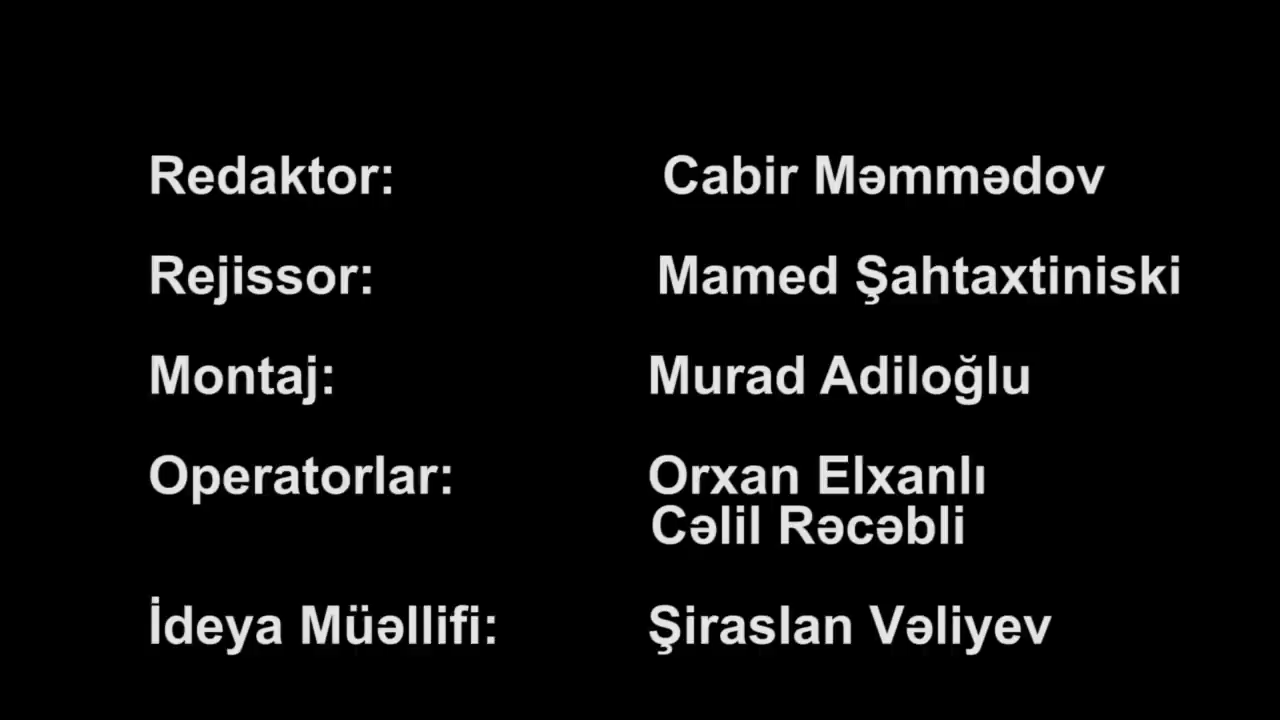 Redaktor: Cabir Məmmədov
Rejissor: Mamed Şahtaxtiniski
Montaj: Murad Adiloğlu
Operatorlar: Orxan Elxanlı
Cəlil Rəcəbli
İdeya Müəllifi: Şiraslan Vəliyev